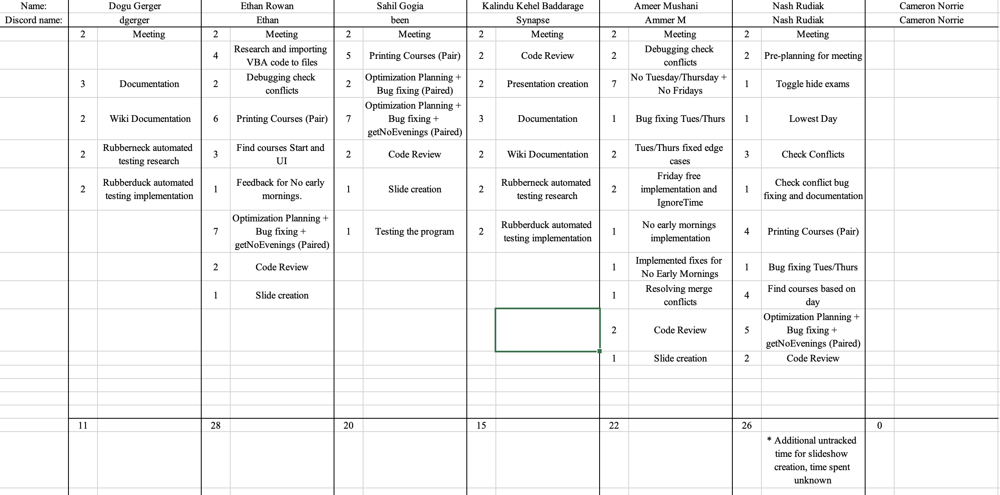 Name: Dogu Gerger Ethan Rowan Sahil Gogia Kalindu Kehel Baddarage Ameer Mushani Nash Rudiak Cameron Norrie
Discord name: dgerger Ethan been Synapse Ammer M Nash Rudiak Cameron Norrie
2 Meeting 2 Meeting 2 Meeting 2 Meeting 2 Meeting 2 Meeting
4 Research and importing
VBA code to files
5 Printing Courses (Pair)
2 Code Review
2 Debugging check
conflicts
2 Pre-planning for meeting
3 Documentation
2 Debugging check
conflicts
2 Optimization Planning +
Bug fixing (Paired)
2 Presentation creation
7 No Tuesday/Thursday +
No Fridays
1 Toggle hide exams
2 Wiki Documentation
6 Printing Courses (Pair)
7 Optimization Planning +
Bug fixing +
getNoEvenings (Paired)
3 Documentation
1 Bug fixing Tues/Thurs
1 Lowest Day
2 Rubberneck automated
testing research
3 Find courses Start and
UI
2 Code Review
2 Wiki Documentation
2 Tues/Thurs fixed edge
cases
3 Check Conflicts
2 Rubberduck automated
testing implementation
1 Feedback for No early
mornings.
1 Slide creation
2 Rubberneck automated
testing research
2 Friday free
implementation and
IgnoreTime
1 Check conflict bug
fixing and documentation
7 Optimization Planning +
Bug fixing +
getNoEvenings (Paired)
1 Testing the program
2 Rubberduck automated
testing implementation
1 No early mornings
implementation
4 Printing Courses (Pair)
2 Code Review
1 Implemented fixes for
No Early Mornings
1 Bug fixing Tues/Thurs
1 Slide creation
1 Resolving merge
conflicts
4 Find courses based on
day
2 Code Review
5 Optimization Planning +
Bug fixing +
getNoEvenings (Paired)
1 Slide creation
2 Code Review
11 28 20 15 22 26 0
* Additional untracked
time for slideshow
creation, time spent
unknown